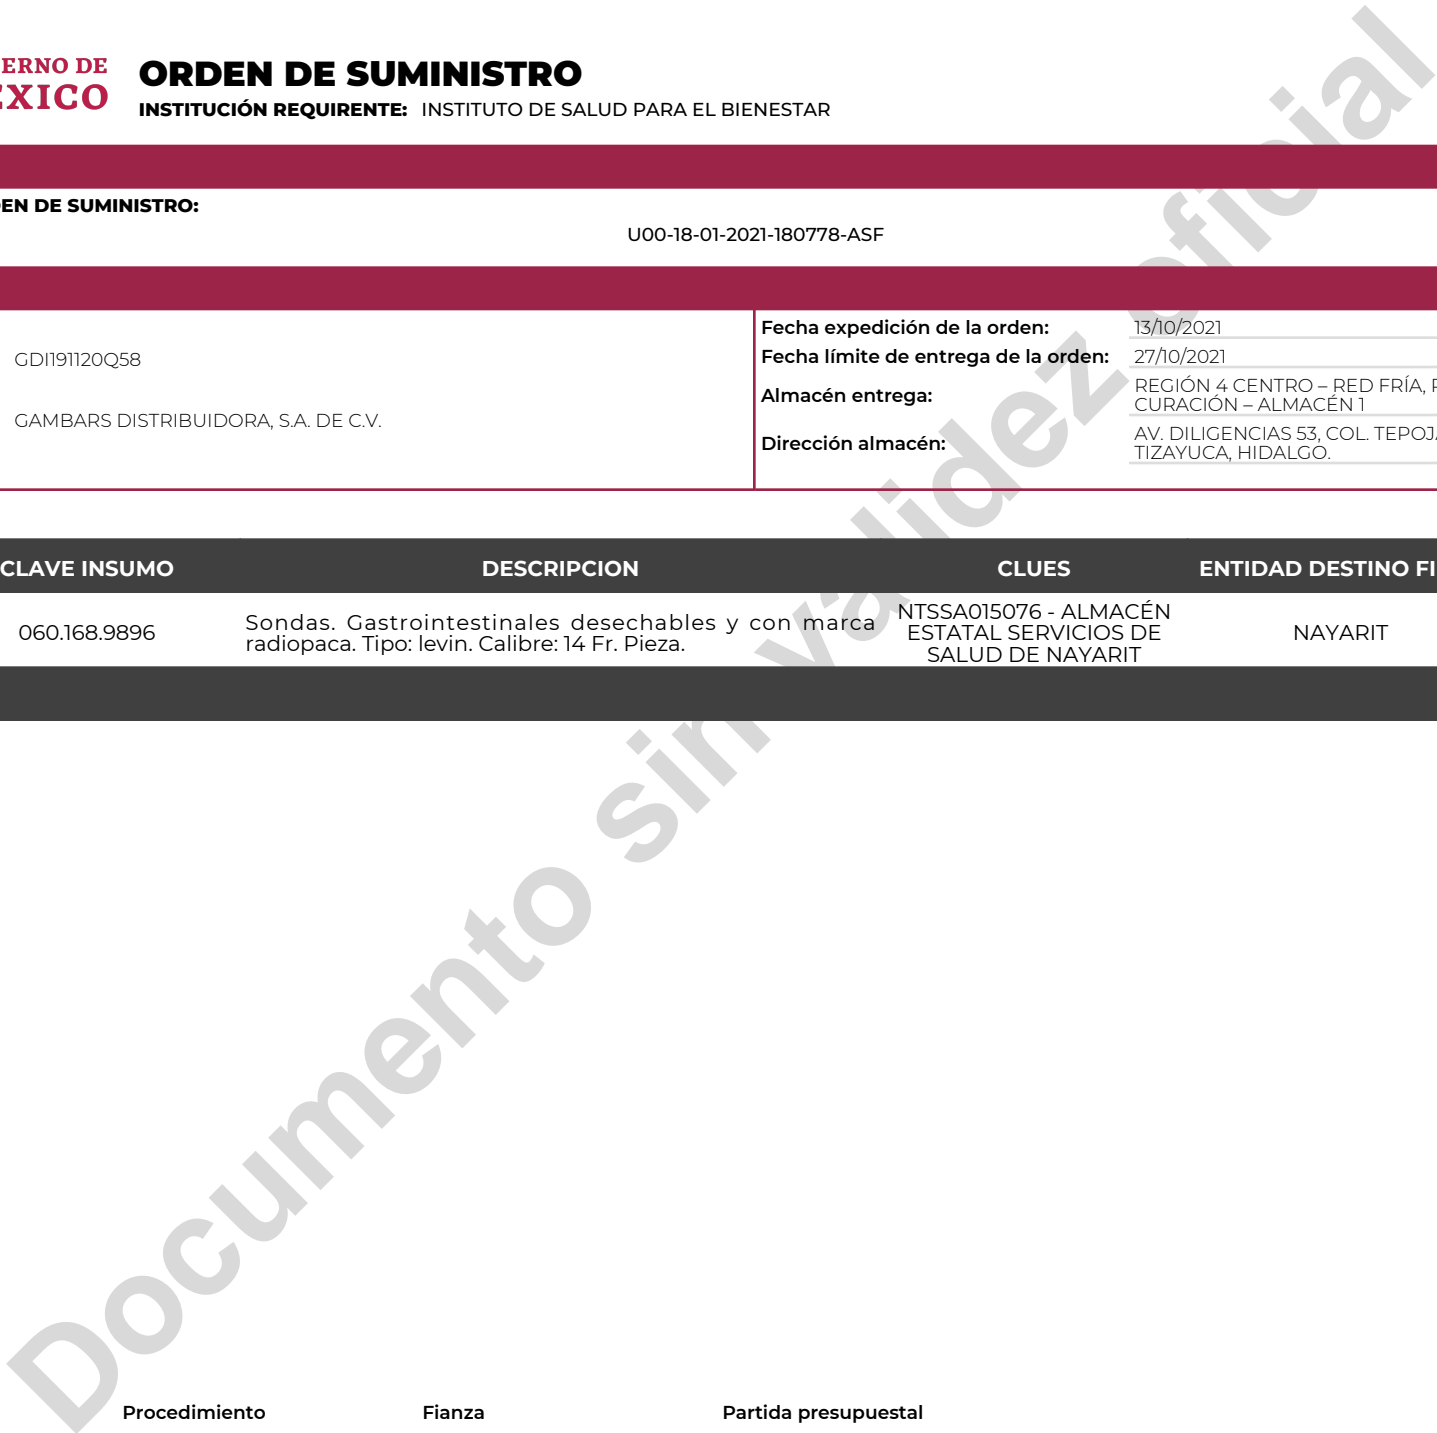 ERNO DE
ÉXICO
ORDEN DE SUMINISTRO
INSTITUCIÓN REQUIRENTE: INSTITUTO DE SALUD PARA EL BIENESTAR
EN DE SUMINISTRO:
U00-18-01-2021-180778-ASF
GDI191120Q58
GAMBARS DISTRIBUIDORA, S.A. DE C.V.
Fecha expedición de la orden: 13/10/2021
Fecha límite de entrega de la orden: 27/10/2021
Almacén entrega: REGIÓN 4 CENTRO – RED FRÍA,
CURACIÓN – ALMACÉN 1
Dirección almacén: AV. DILIGENCIAS 53, COL. TEPOJA
TIZAYUCA, HIDALGO.
CLAVE INSUMO DESCRIPCION CLUES ENTIDAD DESTINO FI
060.168.9896
Sondas. Gastrointestinales desechables y con marca
radiopaca. Tipo: levin. Calibre: 14 Fr. Pieza.
NTSSA015076 - ALMACÉN
ESTATAL SERVICIOS DE
SALUD DE NAYARIT
NAYARIT
Documento sin validez oficial
Procedimiento Fianza Partida presupuestal